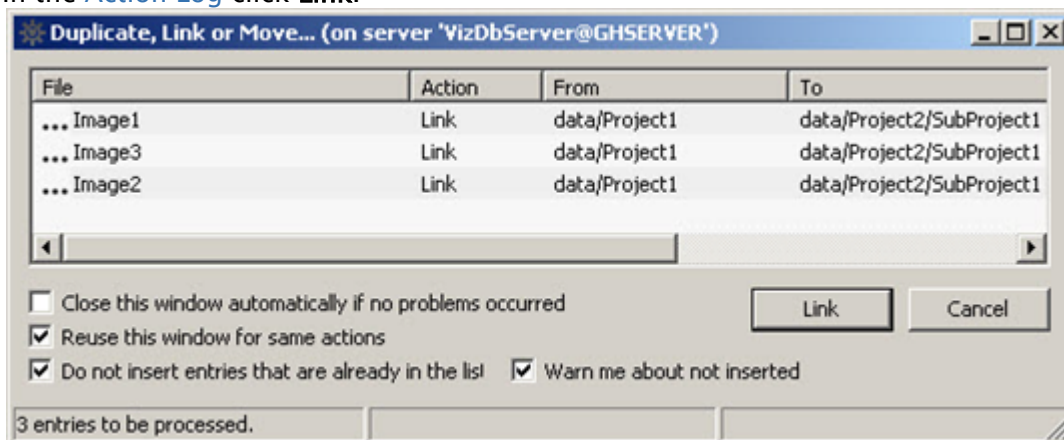 in the Action Log click Link.
Duplicate, Link or Move... (on server 'VizDbServer@GHSERVER')
File Action From To
... Image1 Link data/Project1 data/Project2/SubProject1
... Image3 Link data/Project1 data/Project2/SubProject1
... Image2 Link data/Project1 data/Project2/SubProject1
Close this window automatically if no problems occurred
Link Cancel
Reuse this window for same actions
Do not insert entries that are already in the list Warn me about not inserted
3 entries to be processed.